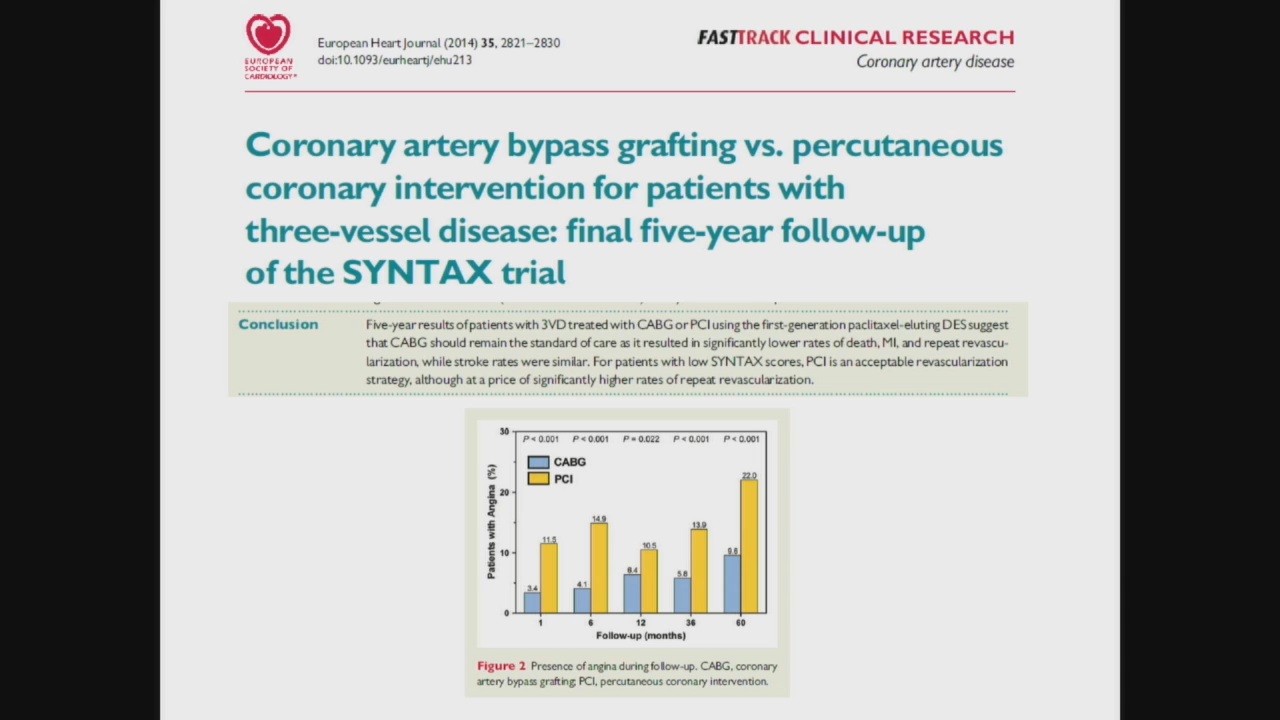 EUROPEAN
SOCIETY OF
CARDIOLOGY®
European Heart Journal (2014) 35, 2821–2830
doi:10.1093/eurheartj/ehu213
FASTTRACK CLINICAL RESEARCH
Coronary artery disease
Coronary artery bypass grafting vs. percutaneous
coronary intervention for patients with
three-vessel disease: final five-year follow-up
of the SYNTAX trial
Conclusion
Five-year results of patients with 3VD treated with CABG or PCI using the first-generation paclitaxel-eluting DES suggest
that CABG should remain the standard of care as it resulted in significantly lower rates of death, MI, and repeat revascu-
larization, while stroke rates were similar. For patients with low SYNTAX scores, PCI is an acceptable revascularization
strategy, although at a price of significantly higher rates of repeat revascularization.
30
P < 0.001 P < 0.001 P = 0.022 P < 0.001 P < 0.001
CABG
PCI
Patients with Angina (%)
20
10
0
3.4 11.5 4.1 14.9 6.4 10.5 5.8 13.9 22.0
1 6 12 36 60
Follow-up (months)
Figure 2 Presence of angina during follow-up. CABG, coronary
artery bypass grafting; PCI, percutaneous coronary intervention.